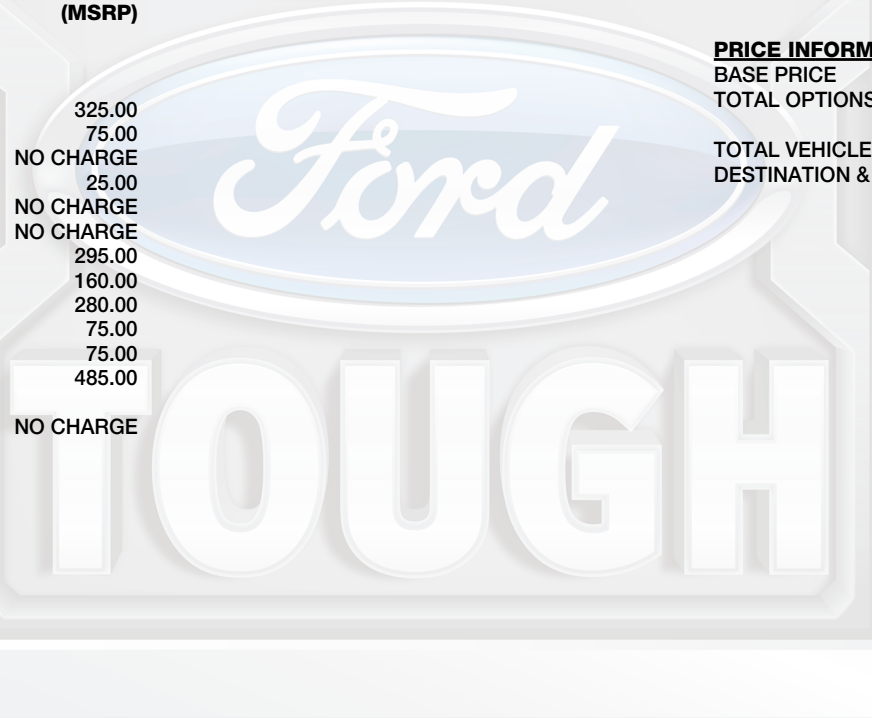 (MSRP)
325.00
75.00
NO CHARGE
25.00
NO CHARGE
NO CHARGE
295.00
160.00
280.00
75.00
75.00
485.00
NO CHARGE
PRICE INFORM
BASE PRICE
TOTAL OPTIONS
TOTAL VEHICLE
DESTINATION &
Ford
TOUGH